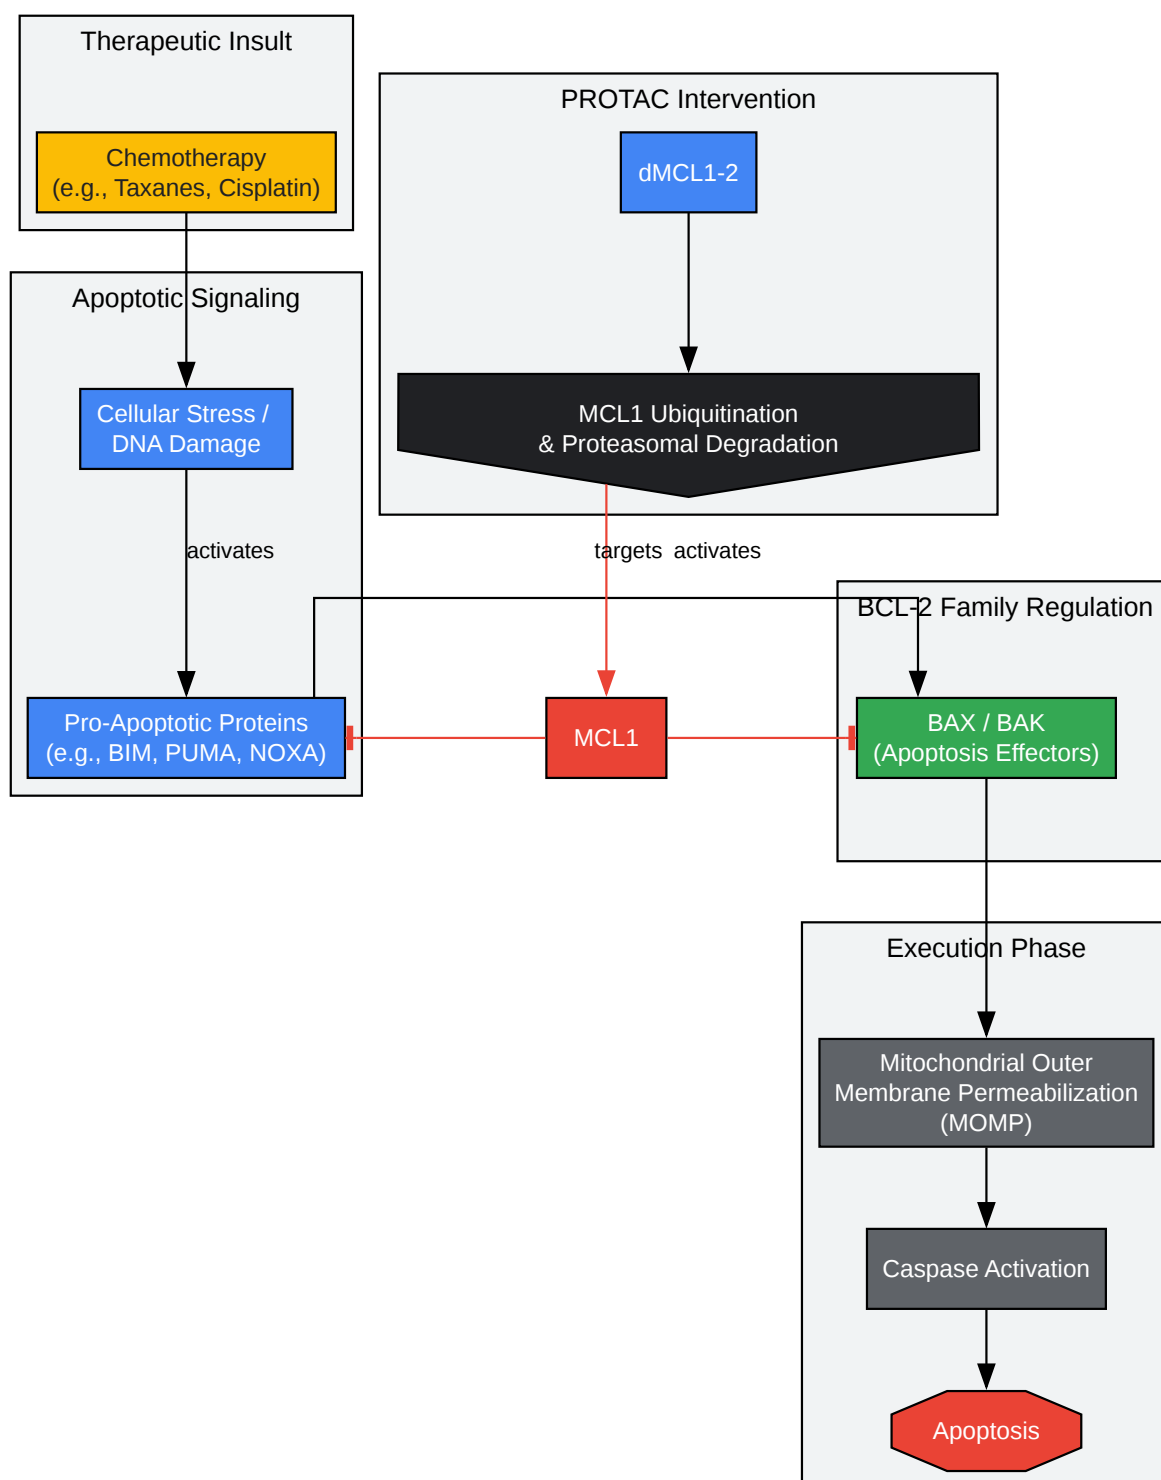 Therapeutic Insult
Chemotherapy
(e.g., Taxanes, Cisplatin)
PROTAC Intervention
dMCL1-2
Apoptotic Signaling
Cellular Stress /
DNA Damage
MCL1 Ubiquitination
& Proteasomal Degradation
activates
targets
activates
BCL-2 Family Regulation
Pro-Apoptotic Proteins
(e.g., BIM, PUMA, NOXA)
MCL1
BAX / BAK
(Apoptosis Effectors)
Execution Phase
Mitochondrial Outer
Membrane Permeabilization
(MOMP)
Caspase Activation
Apoptosis